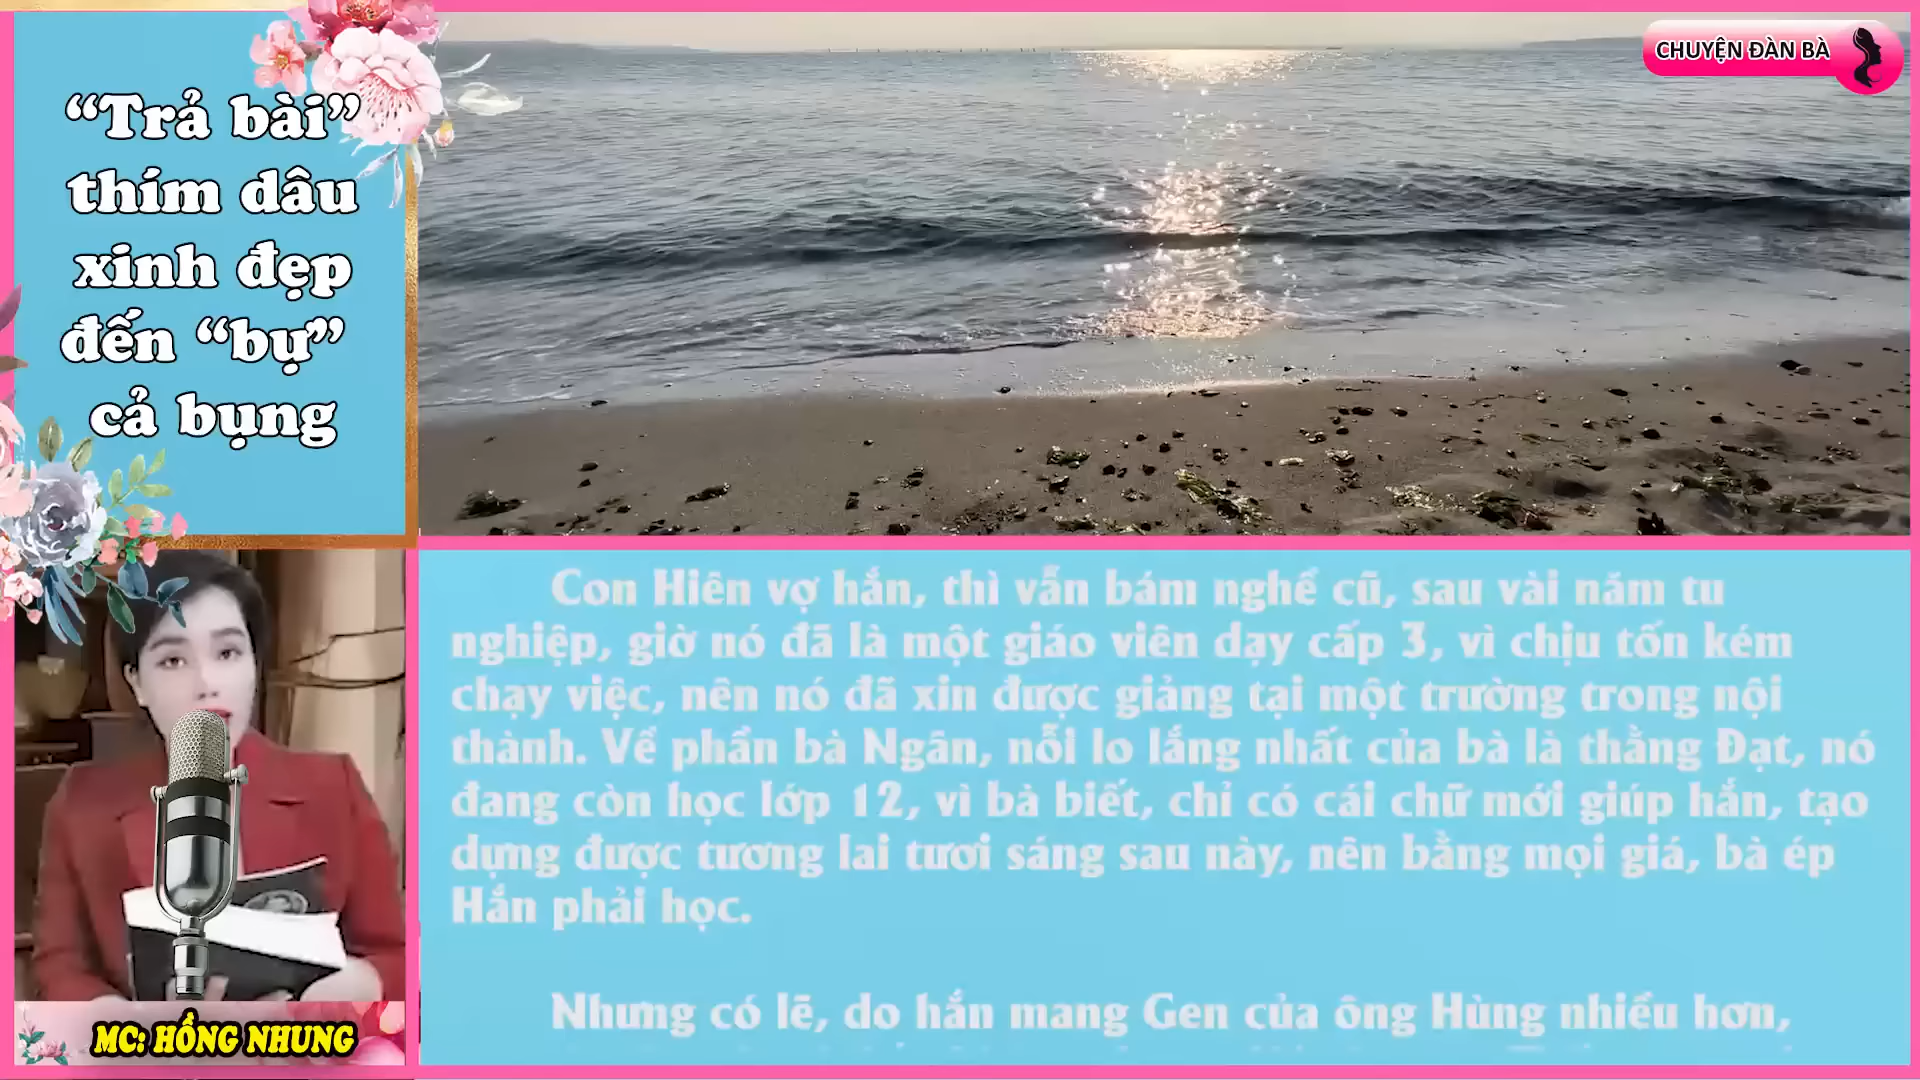 “Trả bài”
thím dâu
xinh đẹp
đến “bự”
cả bụng
CHUYỆN ĐÀN BÀ
Con Hiên vợ hắn, thì vẫn bám nghề cũ, sau vài năm tu
nghiệp, giờ nó đã là một giáo viên dạy cấp 3, vì chịu tốn kém
chạy việc, nên nó đã xin được giảng tại một trường trong nội
thành. Về phần bà Ngân, nỗi lo lắng nhất của bà là thằng Đạt, nó
đang còn học lớp 12, vì bà biết, chỉ có cái chữ mới giúp hắn, tạo
dựng được tương lai tươi sáng sau này, nên bằng mọi giá, bà ép
Hắn phải học.
Nhưng có lẽ, do hắn mang Gen của ông Hùng nhiều hơn,
MC: HỒNG NHUNG